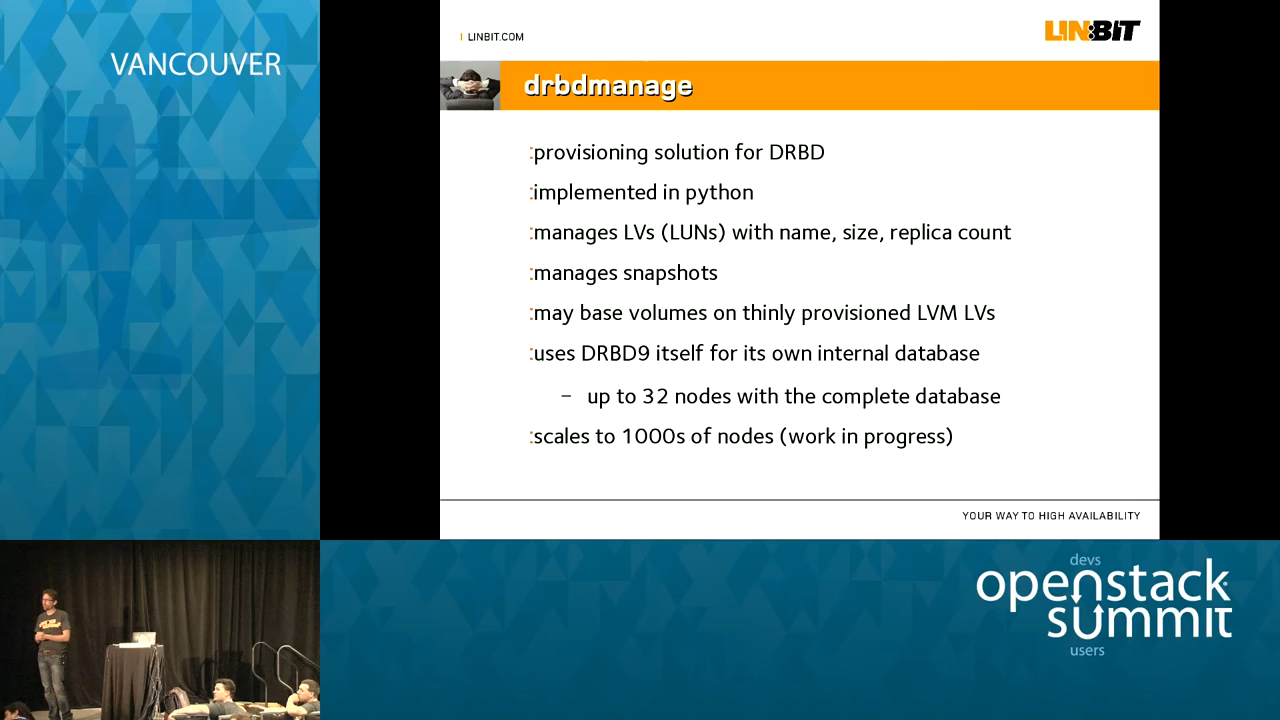 VANCOUVER
LINBIT.COM
LINBIT
drbdmanage
:provisioning solution for DRBD
:implemented in python
:manages LVs (LUNs) with name, size, replica count
:manages snapshots
:may base volumes on thinly provisioned LVM LVs
:uses DRBD9 itself for its own internal database
– up to 32 nodes with the complete database
:scales to 1000s of nodes (work in progress)
YOUR WAY TO HIGH AVAILABILITY
devs
openstack
summit
users